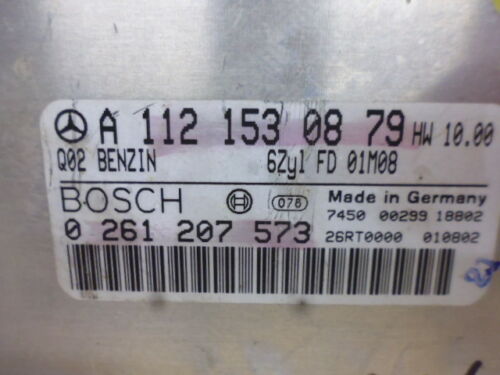 A 112 153 08 79 HW 10.00
Q02 BENZIN 6Zyl FD 01M08
BOSCH 076 Made in Germany
7450 00299 18802
0 261 207 573 26RT0000 010802